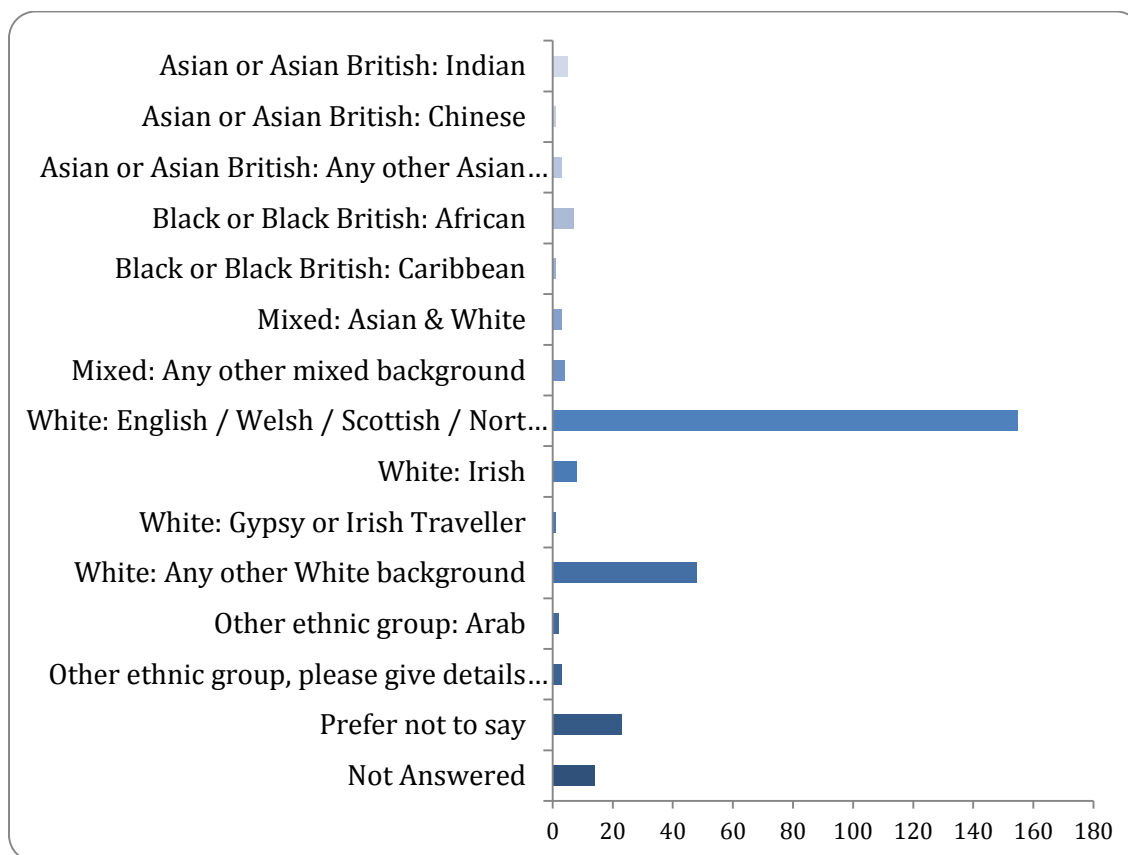 Asian or Asian British: Indian
Asian or Asian British: Chinese
Asian or Asian British: Any other Asian…
Black or Black British: African
Black or Black British: Caribbean
Mixed: Asian & White
Mixed: Any other mixed background
White: English / Welsh / Scottish / Nort…
White: Irish
White: Gypsy or Irish Traveller
White: Any other White background
Other ethnic group: Arab
Other ethnic group, please give details…
Prefer not to say
Not Answered
0 20 40 60 80 100 120 140 160 180